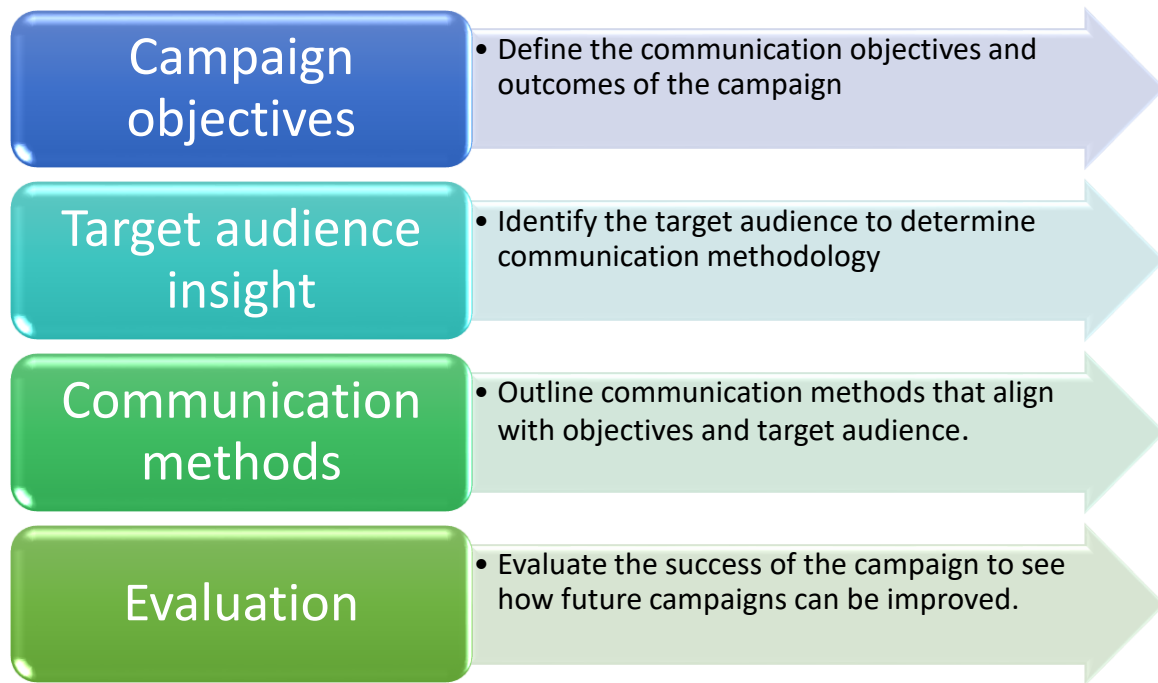 Campaign
objectives
• Define the communication objectives and
outcomes of the campaign
Target audience
insight
• Identify the target audience to determine
communication methodology
Communication
methods
• Outline communication methods that align
with objectives and target audience.
Evaluation
• Evaluate the success of the campaign to see
how future campaigns can be improved.